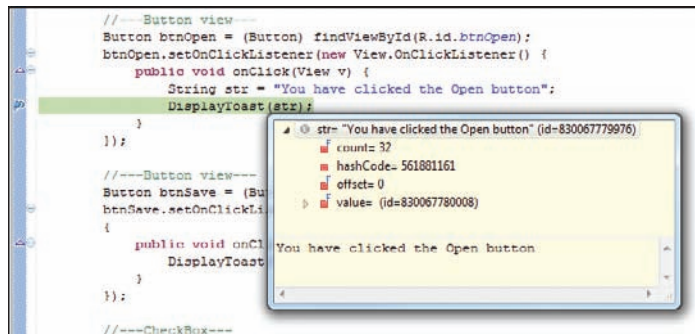 //---Button view---
Button btnOpen = (Button) findViewById(R.id.btnOpen);
btnOpen.setOnClickListener(new View.OnClickListener() {
public void onClick(View v) {
String str = "You have clicked the Open button";
DisplayToast(str);
}
});
str= "You have clicked the Open button" (id=830067779976)
count= 32
hashCode= 561881161
offset= 0
value= (id=830067780008)
You have clicked the Open button
//---Button view---
Button btnSave = (Bu
btnSave.setOnClickLi
{
public void onCl
DisplayToast
}
});
//---CheckBox---